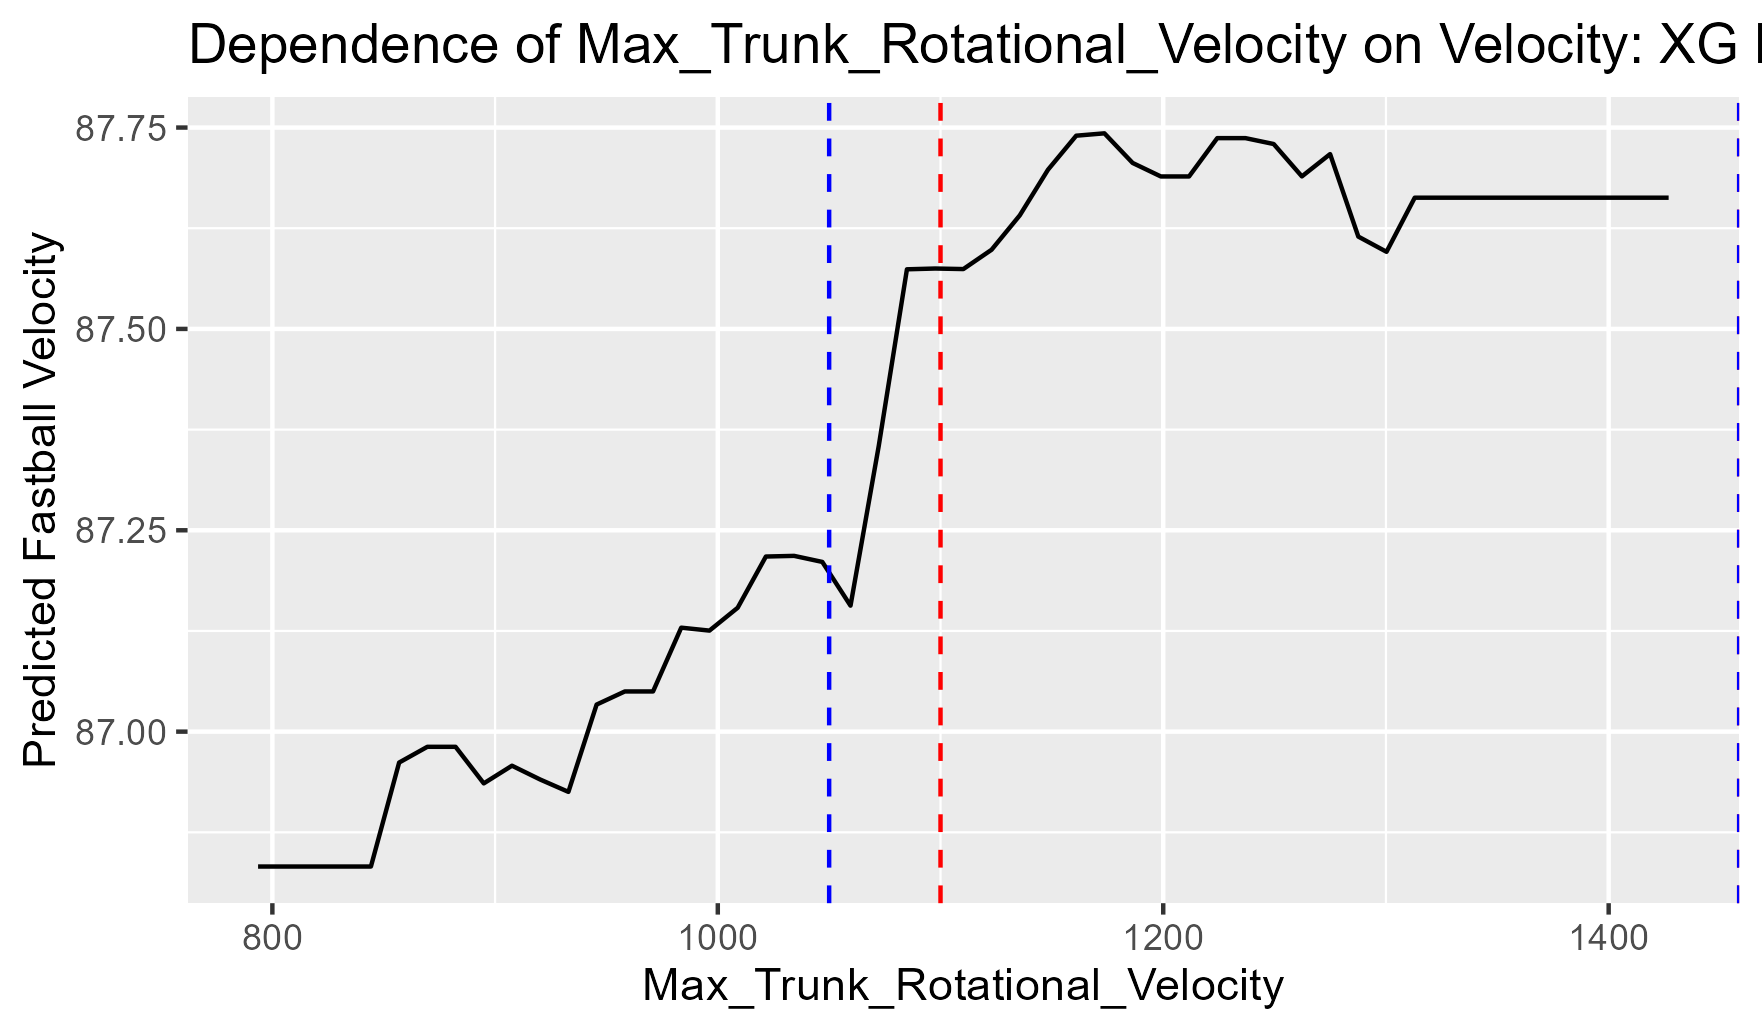 Dependence of Max_Trunk_Rotational_Velocity on Velocity: XG
87.75
87.50
87.25
87.00
Predicted Fastball Velocity
800 1000 1200 1400
Max_Trunk_Rotational_Velocity